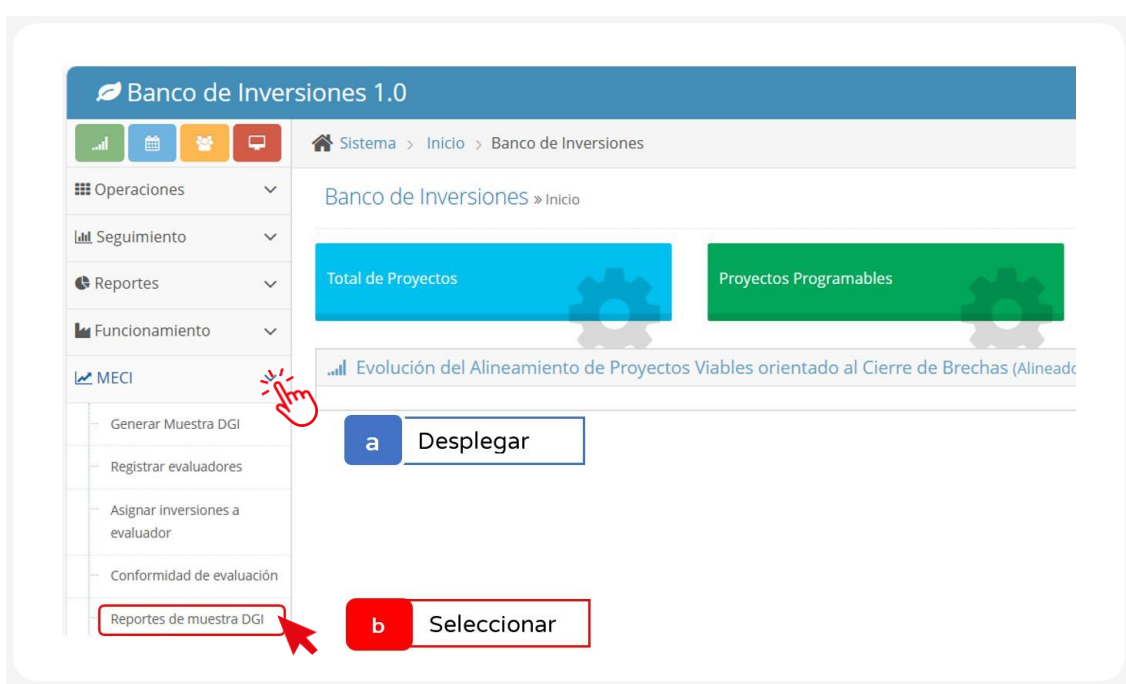 Banco de Inversiones 1.0
Sistema > Inicio > Banco de Inversiones
Operaciones
Seguimiento
Reportes
Funcionamiento
MECI
Generar Muestra DGI
Registrar evaluadores
Asignar inversiones a
evaluador
Conformidad de evaluación
Reportes de muestra DGI
Banco de Inversiones » Inicio
Total de Proyectos
Proyectos Programables
Evolución del Alineamiento de Proyectos Viables orientado al Cierre de Brechas (Alineado
a Desplegar
b Seleccionar